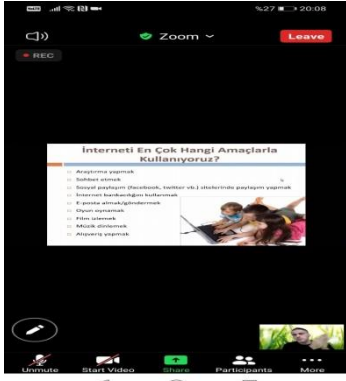 %27 20:08
Zoom
Leave
REC
İnterneti En Çok Hangi Amaçlarla
Kullanıyoruz?
Araştırma yapmak
Sohbet etmek
Sosyal paylaşım (facebook, twitter vb.) sitelerinde paylaşım yapmak
İnternet bankacılığını kullanmak
E-posta almak/göndermek
Oyun oynamak
Film izlemek
Müzik dinlemek
Alışveriş yapmak
Unmute Start Video Share Participants More